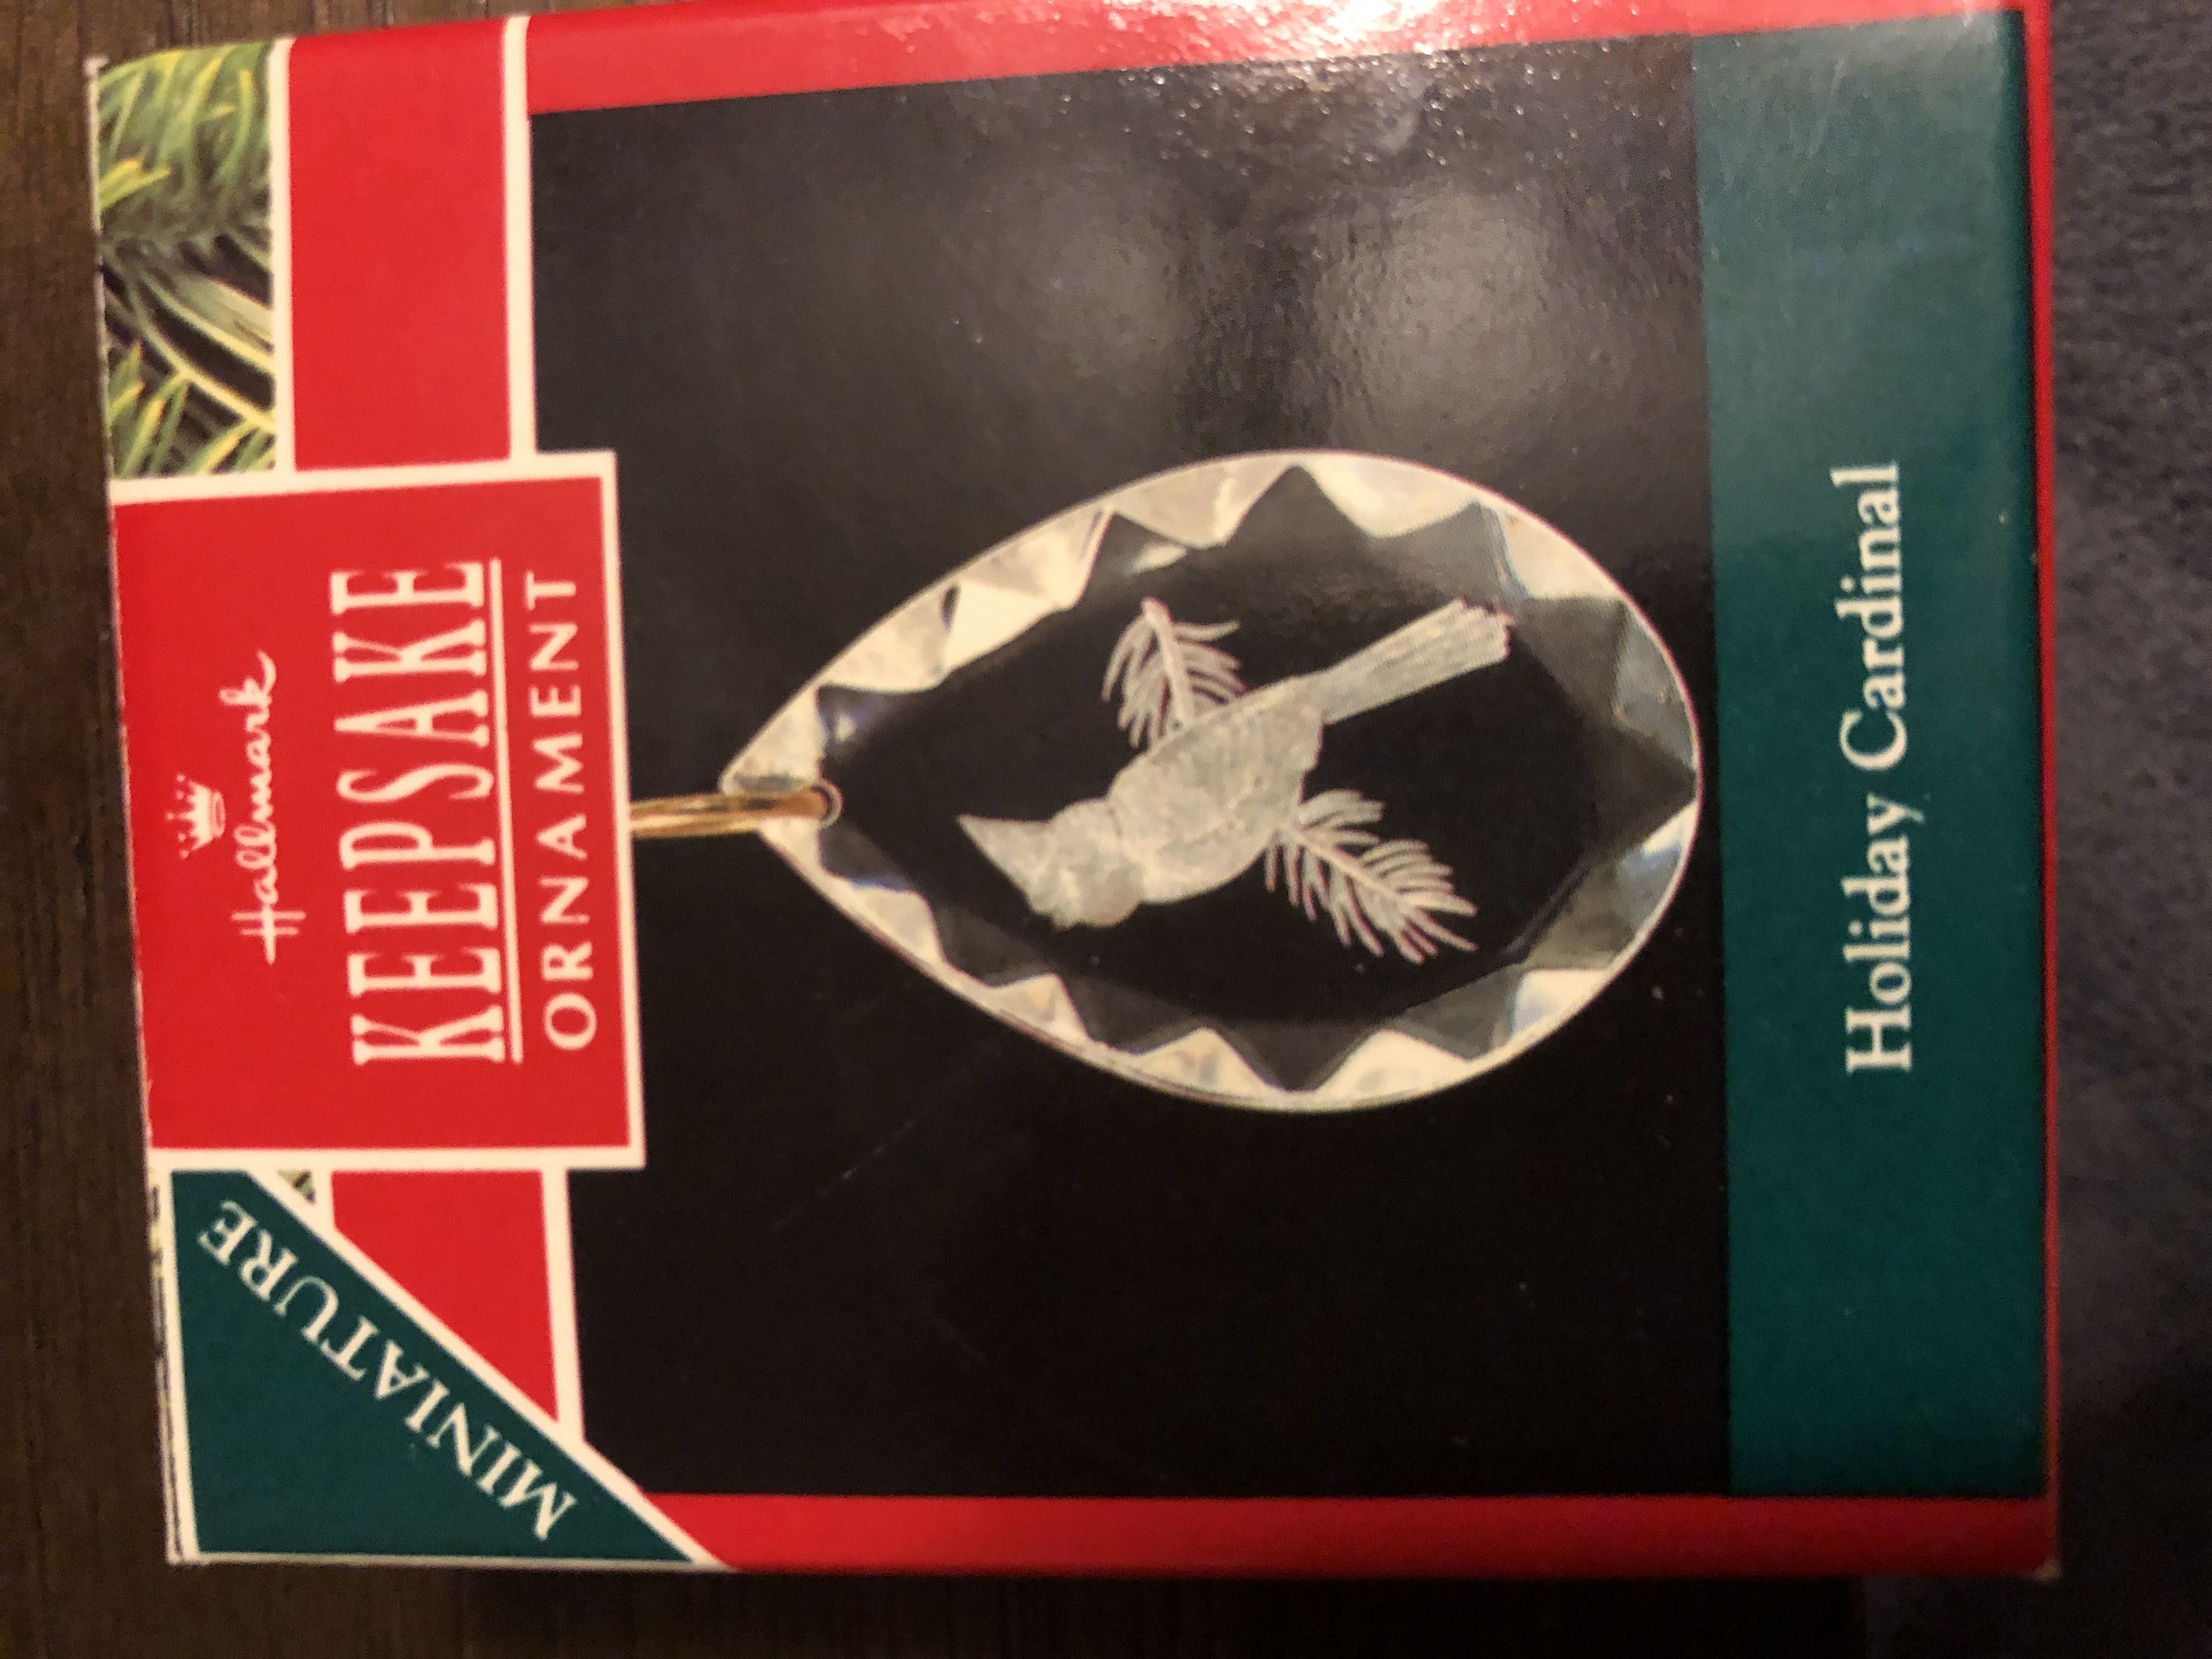 MINIATURE
Hallmark
KEEPSAKE
ORNAMENT
Holiday Cardinal